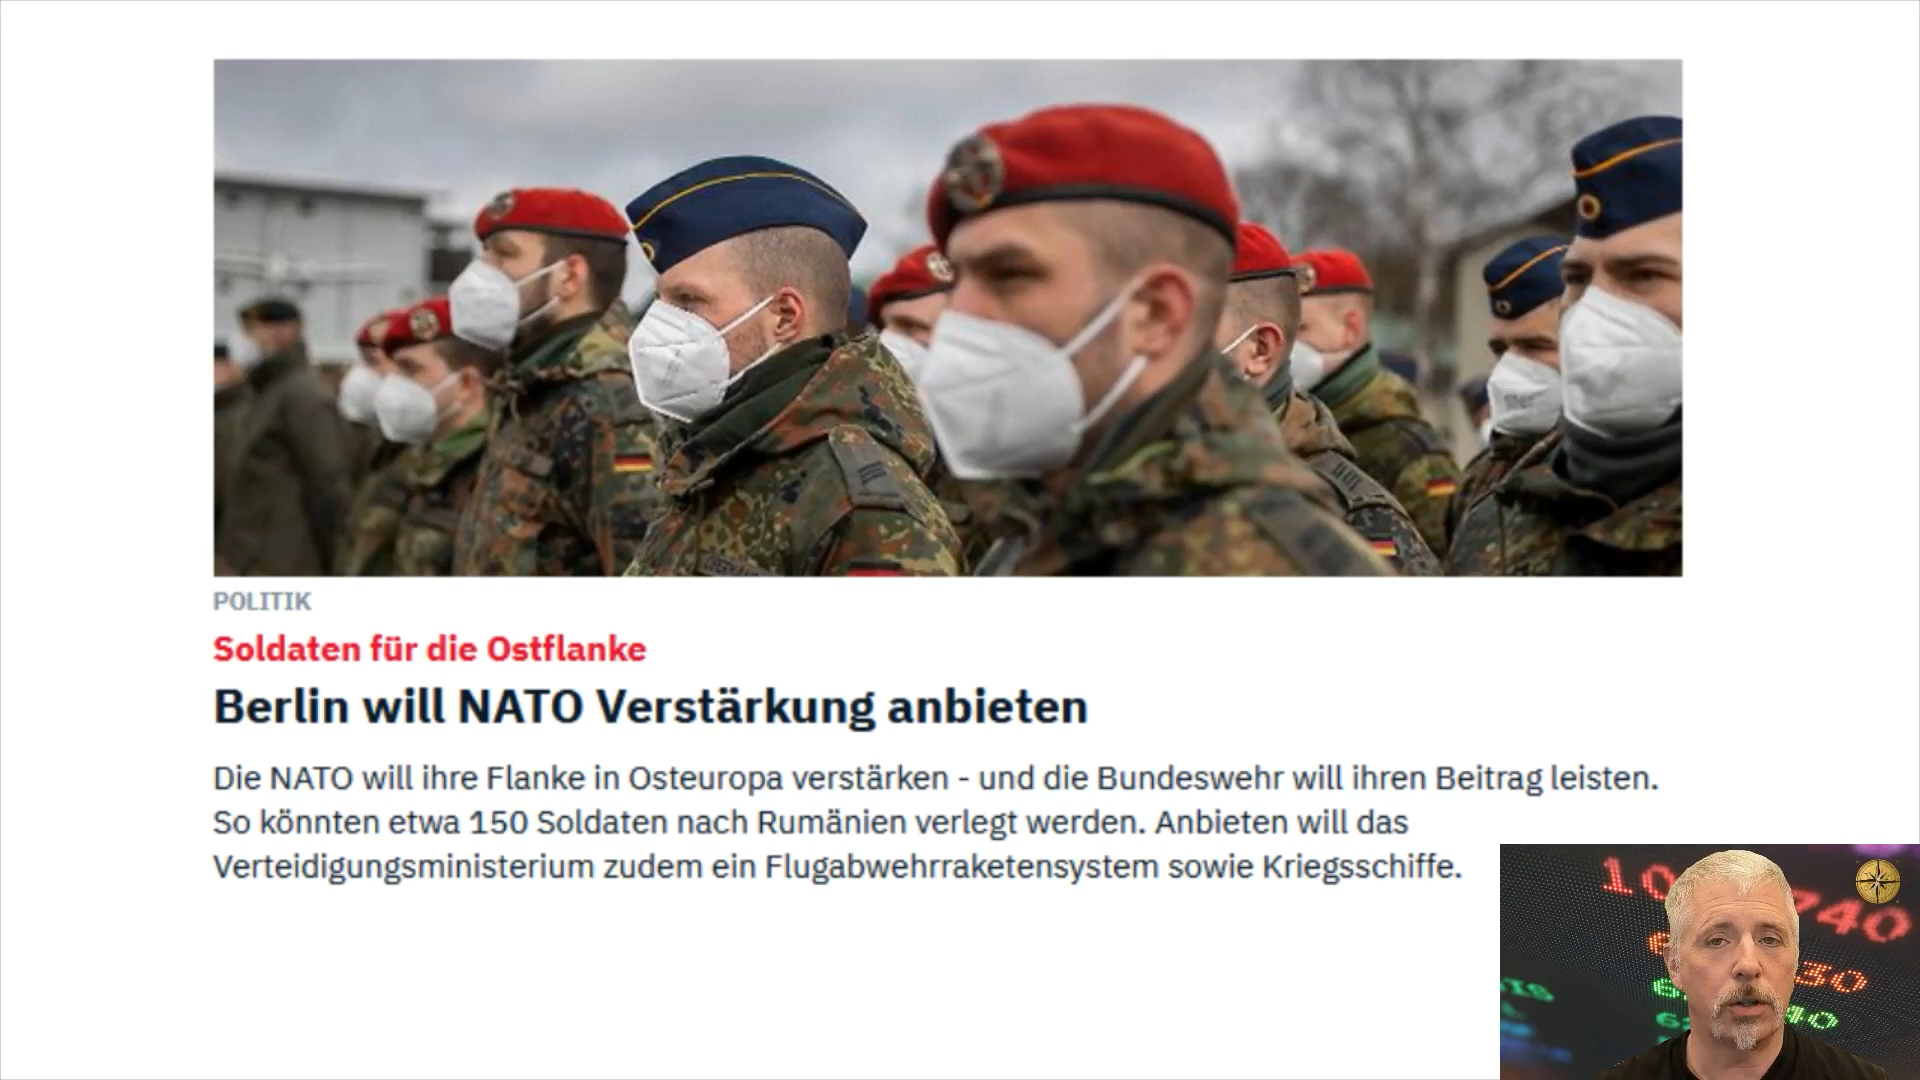 POLITIK
Soldaten für die Ostflanke
Berlin will NATO Verstärkung anbieten
Die NATO will ihre Flanke in Osteuropa verstärken - und die Bundeswehr will ihren Beitrag leisten.
So könnten etwa 150 Soldaten nach Rumänien verlegt werden. Anbieten will das
Verteidigungsministerium zudem ein Flugabwehrraketensystem sowie Kriegsschiffe.